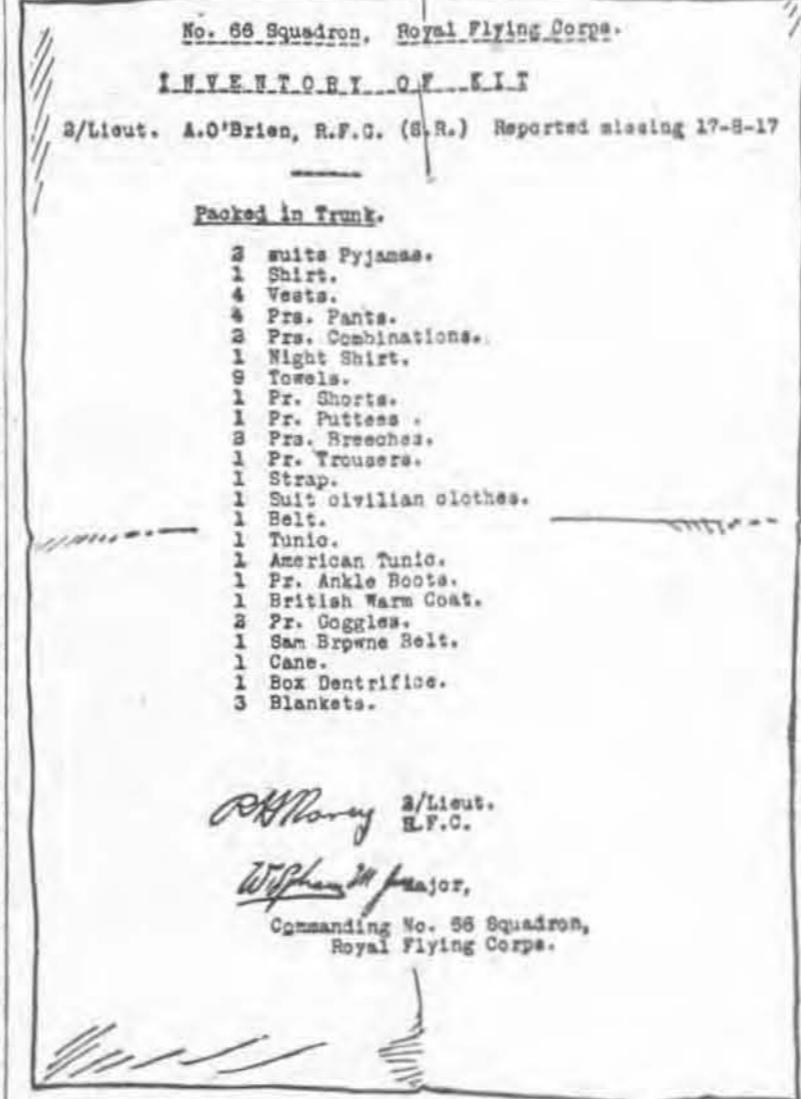 No. 66 Squadron, Royal Flying Corps.
INVENTORY OF KIT
2/Lieut. A.O'Brien, R.F.C. (S.R.) Reported missing 17-8-17
Packed in Trunk.
2 suits Pyjamas.
1 Shirt.
4 Vests.
4 Prs. Pants.
2 Prs. Combinations.
1 Night Shirt.
9 Towels.
1 Pr. Shorts.
1 Pr. Puttees .
2 Prs. Breeches.
1 Pr. Trousers.
1 Strap.
1 Suit civilian clothes.
1 Belt.
1 Tunic.
1 American Tunic.
1 Pr. Ankle Boots.
1 British Warm Coat.
2 Pr. Goggles.
1 Sam Browne Belt.
1 Cane.
1 Box Dentrifice.
3 Blankets.
2/Lieut.
R.F.C.
Major,
Commanding No. 66 Squadron,
Royal Flying Corps.